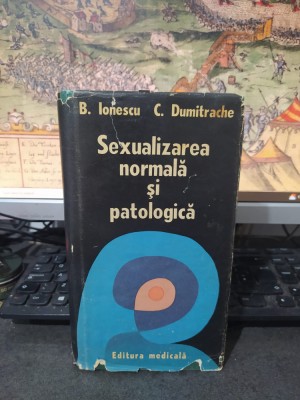 B. Ionescu C. Dumitrache
Sexualizarea
normală
și
patologică
Editura medicală